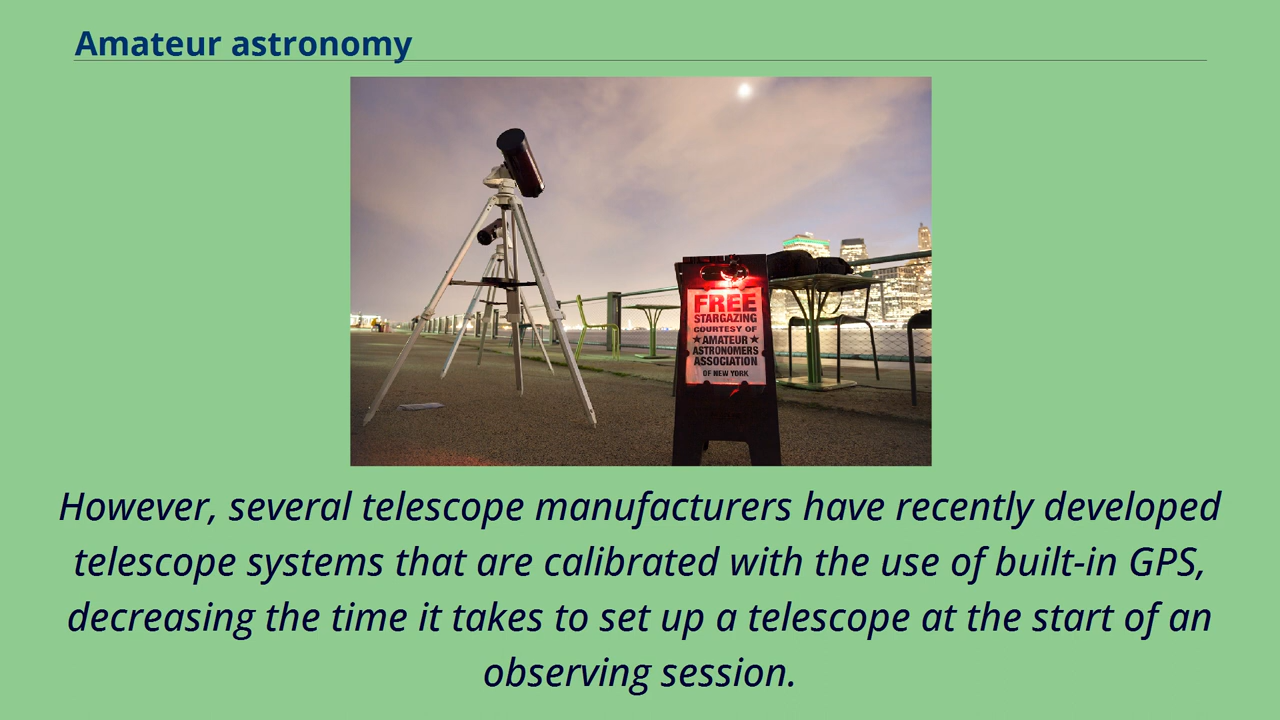 Amateur astronomy
FREE
STARGAZING
COURTESY OF
★AMATEUR★
ASTRONOMERS
ASSOCIATION
OF NEW YORK
However, several telescope manufacturers have recently developed
telescope systems that are calibrated with the use of built-in GPS,
decreasing the time it takes to set up a telescope at the start of an
observing session.